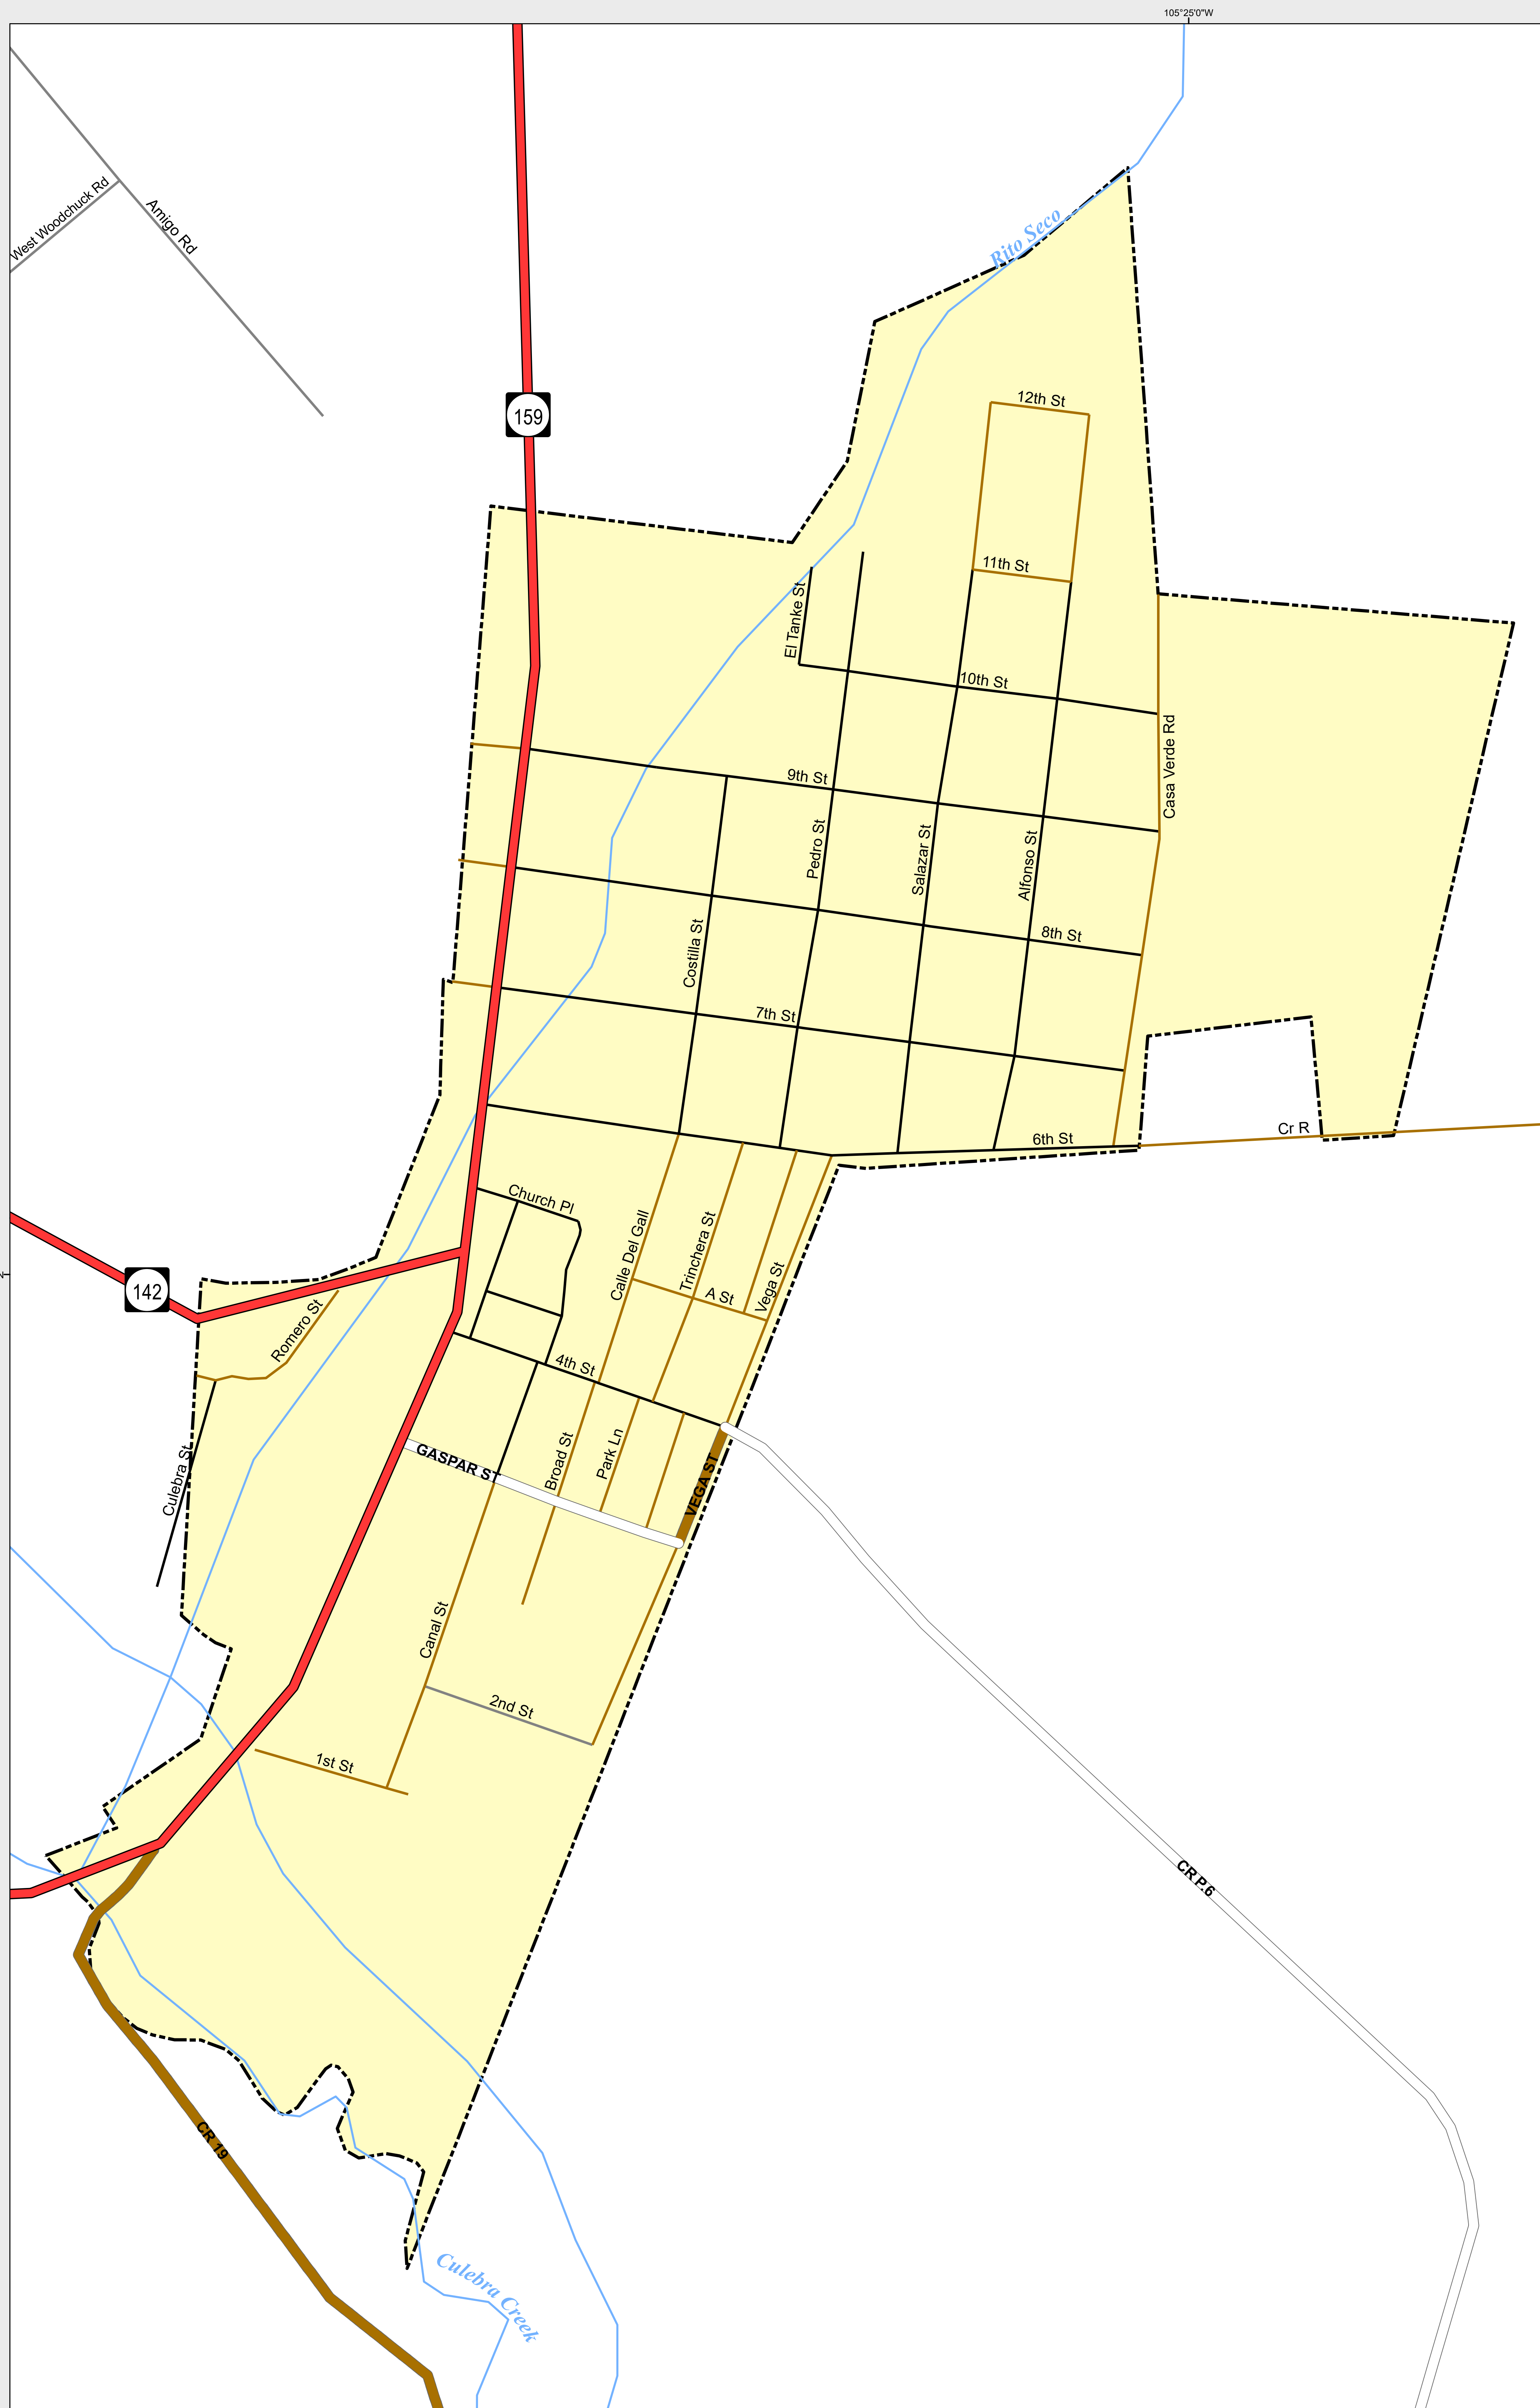 105°25'0"W
West Woodchuck Rd
Amigo Rd
Rito Seco
159
12th St
11th St
El Tanke St
10th St
Casa Verde Rd
9th St
Pedro St
Salazar St
Alfonso St
8th St
Costilla St
7th St
6th St
Cr R
Church Pl
Calle Del Gall
Trinchera St
A St
Vega St
142
Romero St
4th St
Culebra St
GASPAR ST
Broad St
Park Ln
VEGA ST
Canal St
2nd St
1st St
CR P.6
CR 19
Culebra Creek